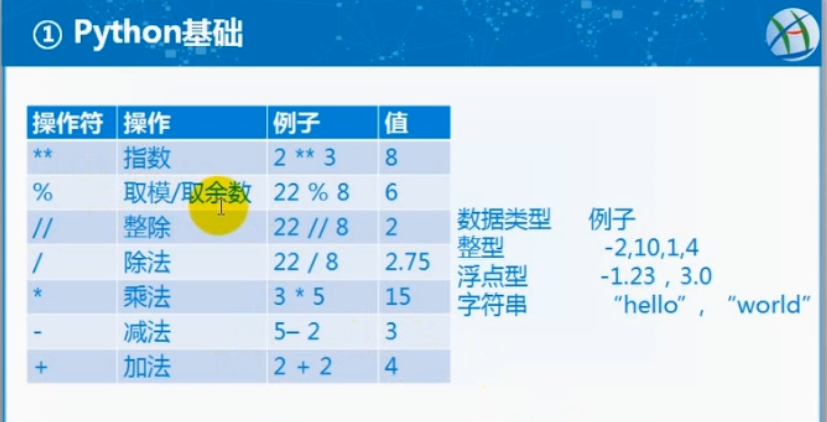 ① Python基础
操作符 操作 例子 值
** 指数 2 ** 3 8
% 取模/取余数 22 % 8 6
// 整除 22 // 8 2
/ 除法 22 / 8 2.75
* 乘法 3 * 5 15
- 减法 5– 2 3
+ 加法 2 + 2 4
数据类型 例子
整型 -2,10,1,4
浮点型 -1.23 , 3.0
字符串 “hello” , “world”